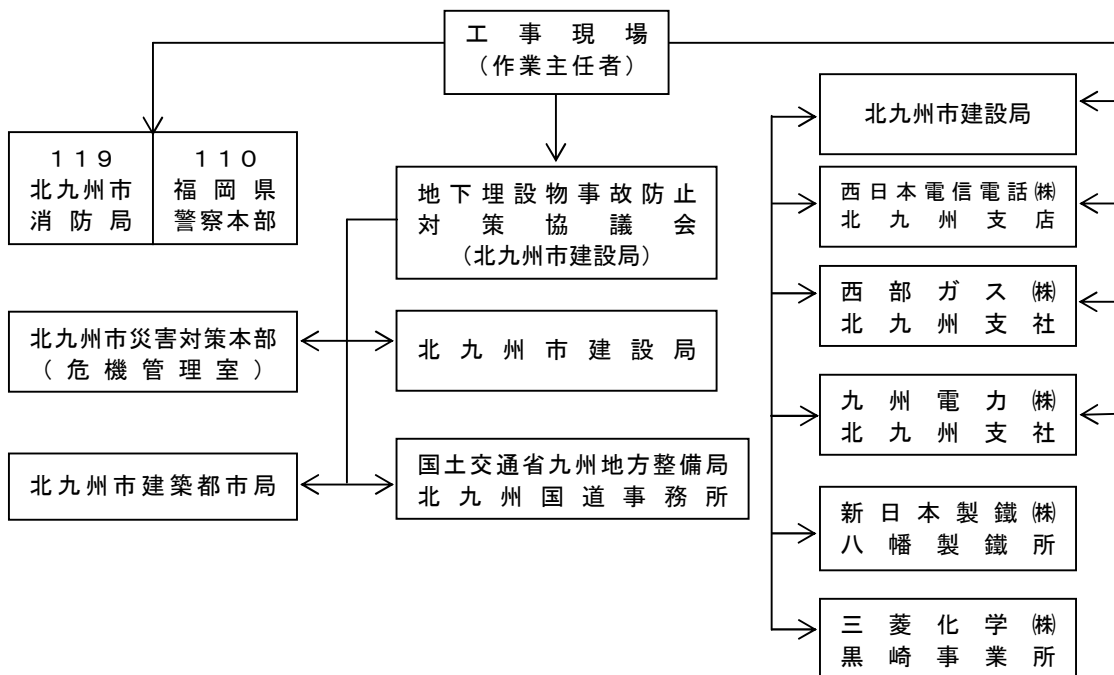 工事現場
(作業主任者)
119
北九州市
消防局
110
福岡県
警察本部
地下埋設物事故防止
対策協議会
(北九州市建設局)
北九州市災害対策本部
(危機管理室)
北九州市建設局
北九州市建築都市局
国土交通省九州地方整備局
北九州国道事務所
北九州市建設局
西日本電信電話㈱
北九州支店
西部ガス㈱
北九州支社
九州電力㈱
北九州支社
新日本製鐵㈱
八幡製鐵所
三菱化学㈱
黒崎事業所